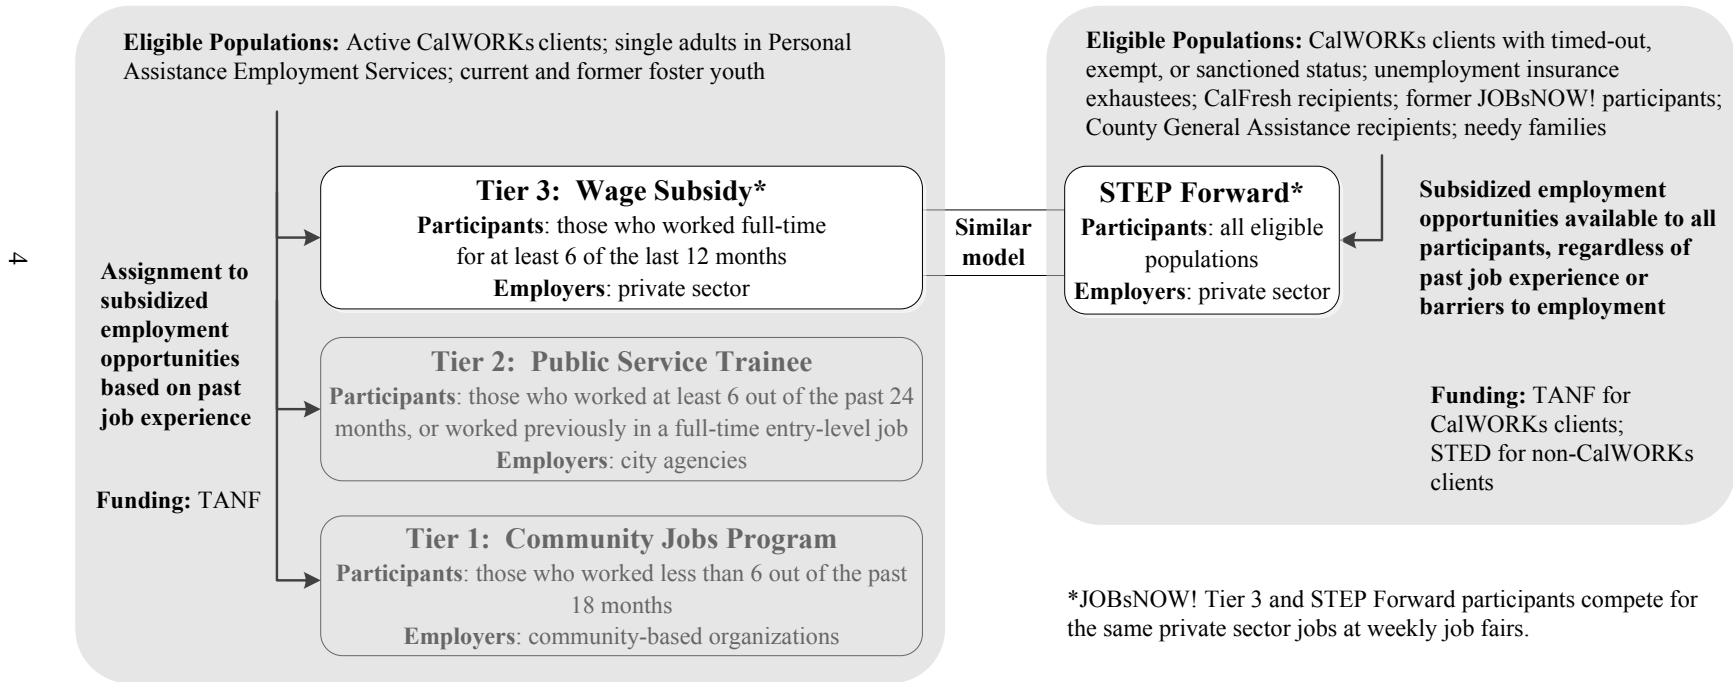 Eligible Populations: Active CalWORKs clients; single adults in Personal
Assistance Employment Services; current and former foster youth
Assignment to
subsidized
employment
opportunities
based on past
job experience
Funding: TANF
Tier 3: Wage Subsidy*
Participants: those who worked full-time
for at least 6 of the last 12 months
Employers: private sector
Tier 2: Public Service Trainee
Participants: those who worked at least 6 out of the past 24
months, or worked previously in a full-time entry-level job
Employers: city agencies
Tier 1: Community Jobs Program
Participants: those who worked less than 6 out of the past
18 months
Employers: community-based organizations
Similar
model
Eligible Populations: CalWORKs clients with timed-out,
exempt, or sanctioned status; unemployment insurance
exhaustees; CalFresh recipients; former JOBsNOW! participants;
County General Assistance recipients; needy families
STEP Forward*
Participants: all eligible
populations
Employers: private sector
Subsidized employment
opportunities available to all
participants, regardless of
past job experience or
barriers to employment
Funding: TANF for
CalWORKs clients;
STED for non-CalWORKs
clients
*JOBsNOW! Tier 3 and STEP Forward participants compete for
the same private sector jobs at weekly job fairs.
4